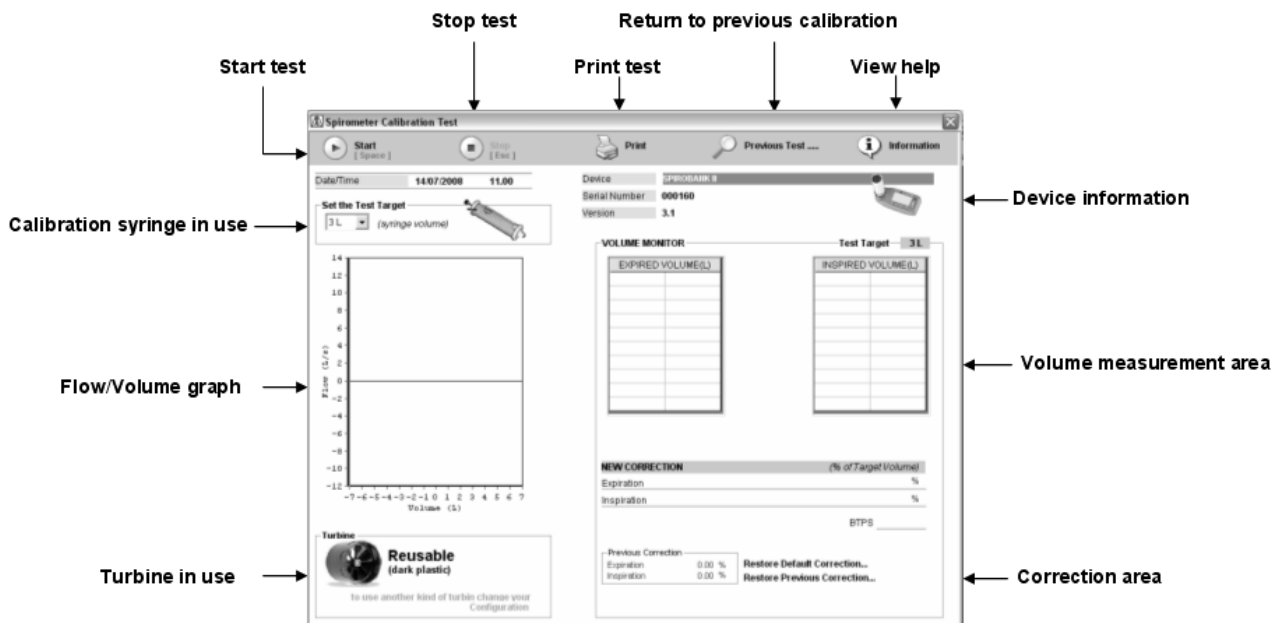 Stop test
Return to previous calibration
Start test
Print test
View help
Spirometer Calibration Test
Start
[ Space ]
Stop
[ Esc ]
Print
Previous Test ....
Information
Date/Time 14/07/2008 11.00
Device SPIROBANK II
Serial Number 000160
Version 3.1
Device information
Set the Test Target
3 L (syringe volume)
Calibration syringe in use
VOLUME MONITOR Test Target 3 L
EXPIRED VOLUME(L) INSPIRED VOLUME(L)
14
12
10
8
6
4
2
0
-2
-4
-6
-8
-10
-12
Flow (L/s)
-7 -6 -5 -4 -3 -2 -1 0 1 2 3 4 5 6 7
Volume (L)
Flow/Volume graph
Volume measurement area
NEW CORRECTION (% of Target Volume)
Expiration %
Inspiration %
BTPS
Turbine
Reusable
(dark plastic)
to use another kind of turbin change your
Configuration
Turbine in use
Previous Correction
Expiration 0.00 %
Inspiration 0.00 %
Restore Default Correction...
Restore Previous Correction...
Correction area